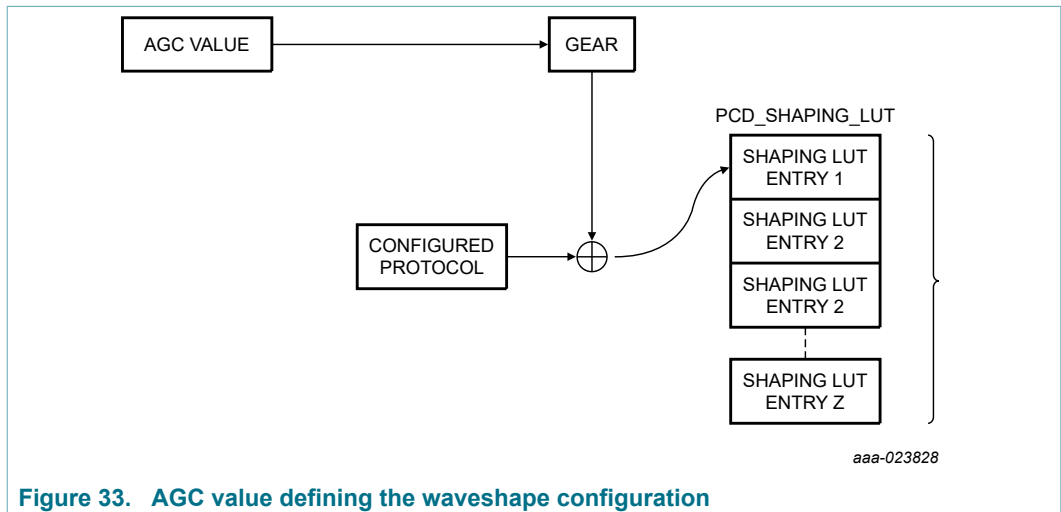 AGC VALUE
GEAR
PCD_SHAPING_LUT
SHAPING LUT
ENTRY 1
SHAPING LUT
ENTRY 2
SHAPING LUT
ENTRY 2
SHAPING LUT
ENTRY Z
CONFIGURED
PROTOCOL
aaa-023828
Figure 33. AGC value defining the waveshape configuration